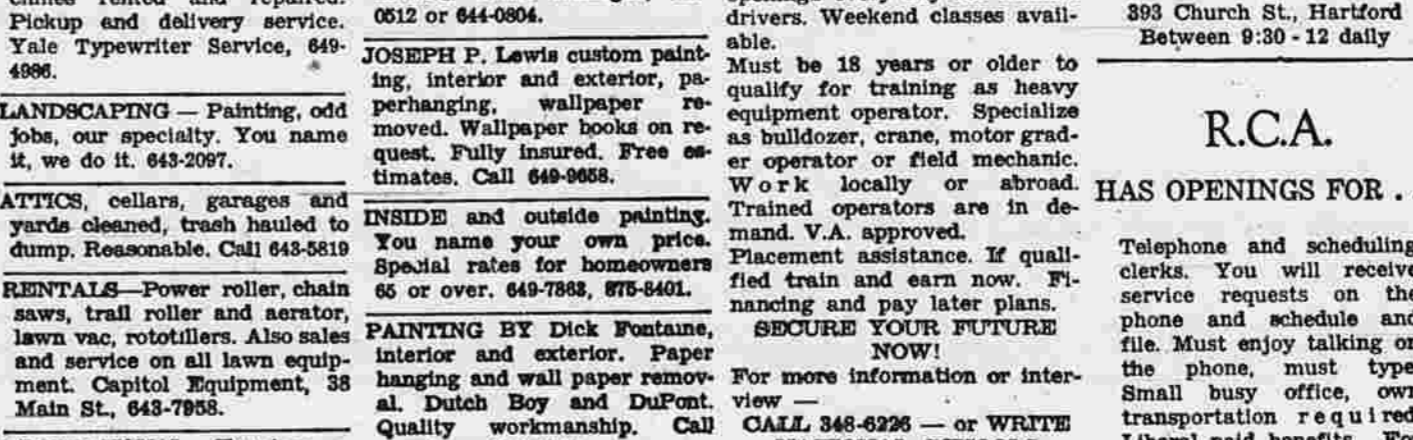 Pickup and delivery service.
Yale Typewriter Service, 649-
4986.
LANDSCAPING — Painting, odd
jobs, our specialty. You name
it, we do it. 643-2097.
ATTICS, cellars, garages and
yards cleaned, trash hauled to
dump. Reasonable. Call 643-5819
RENTALS—Power roller, chain
saws, trail roller and aerator,
lawn vac, rototillers. Also sales
and service on all lawn equip-
ment. Capitol Equipment, 38
Main St., 643-7958.
0512 or 644-0804.
JOSEPH P. Lewis custom paint-
ing, interior and exterior, pa-
perhanging, wallpaper re-
moved. Wallpaper books on re-
quest. Fully insured. Free es-
timates. Call 649-9658.
INSIDE and outside painting.
You name your own price.
Special rates for homeowners
65 or over. 649-7863, 875-8401.
PAINTING BY Dick Fontaine,
interior and exterior. Paper
hanging and wall paper remov-
al. Dutch Boy and DuPont.
Quality workmanship. Call
drivers. Weekend classes avail-
able.
Must be 18 years or older to
qualify for training as heavy
equipment operator. Specialize
as bulldozer, crane, motor grad-
er operator or field mechanic.
Work locally or abroad.
Trained operators are in de-
mand. V.A. approved.
Placement assistance. If quali-
fied train and earn now. Fi-
nancing and pay later plans.
SECURE YOUR FUTURE
NOW!
For more information or inter-
view —
CALL 348-6226 — or WRITE
393 Church St., Hartford
Between 9:30 - 12 daily
R.C.A.
HAS OPENINGS FOR .
Telephone and scheduling
clerks. You will receive
service requests on the
phone and schedule and
file. Must enjoy talking on
the phone, must type
Small busy office, own
transportation required